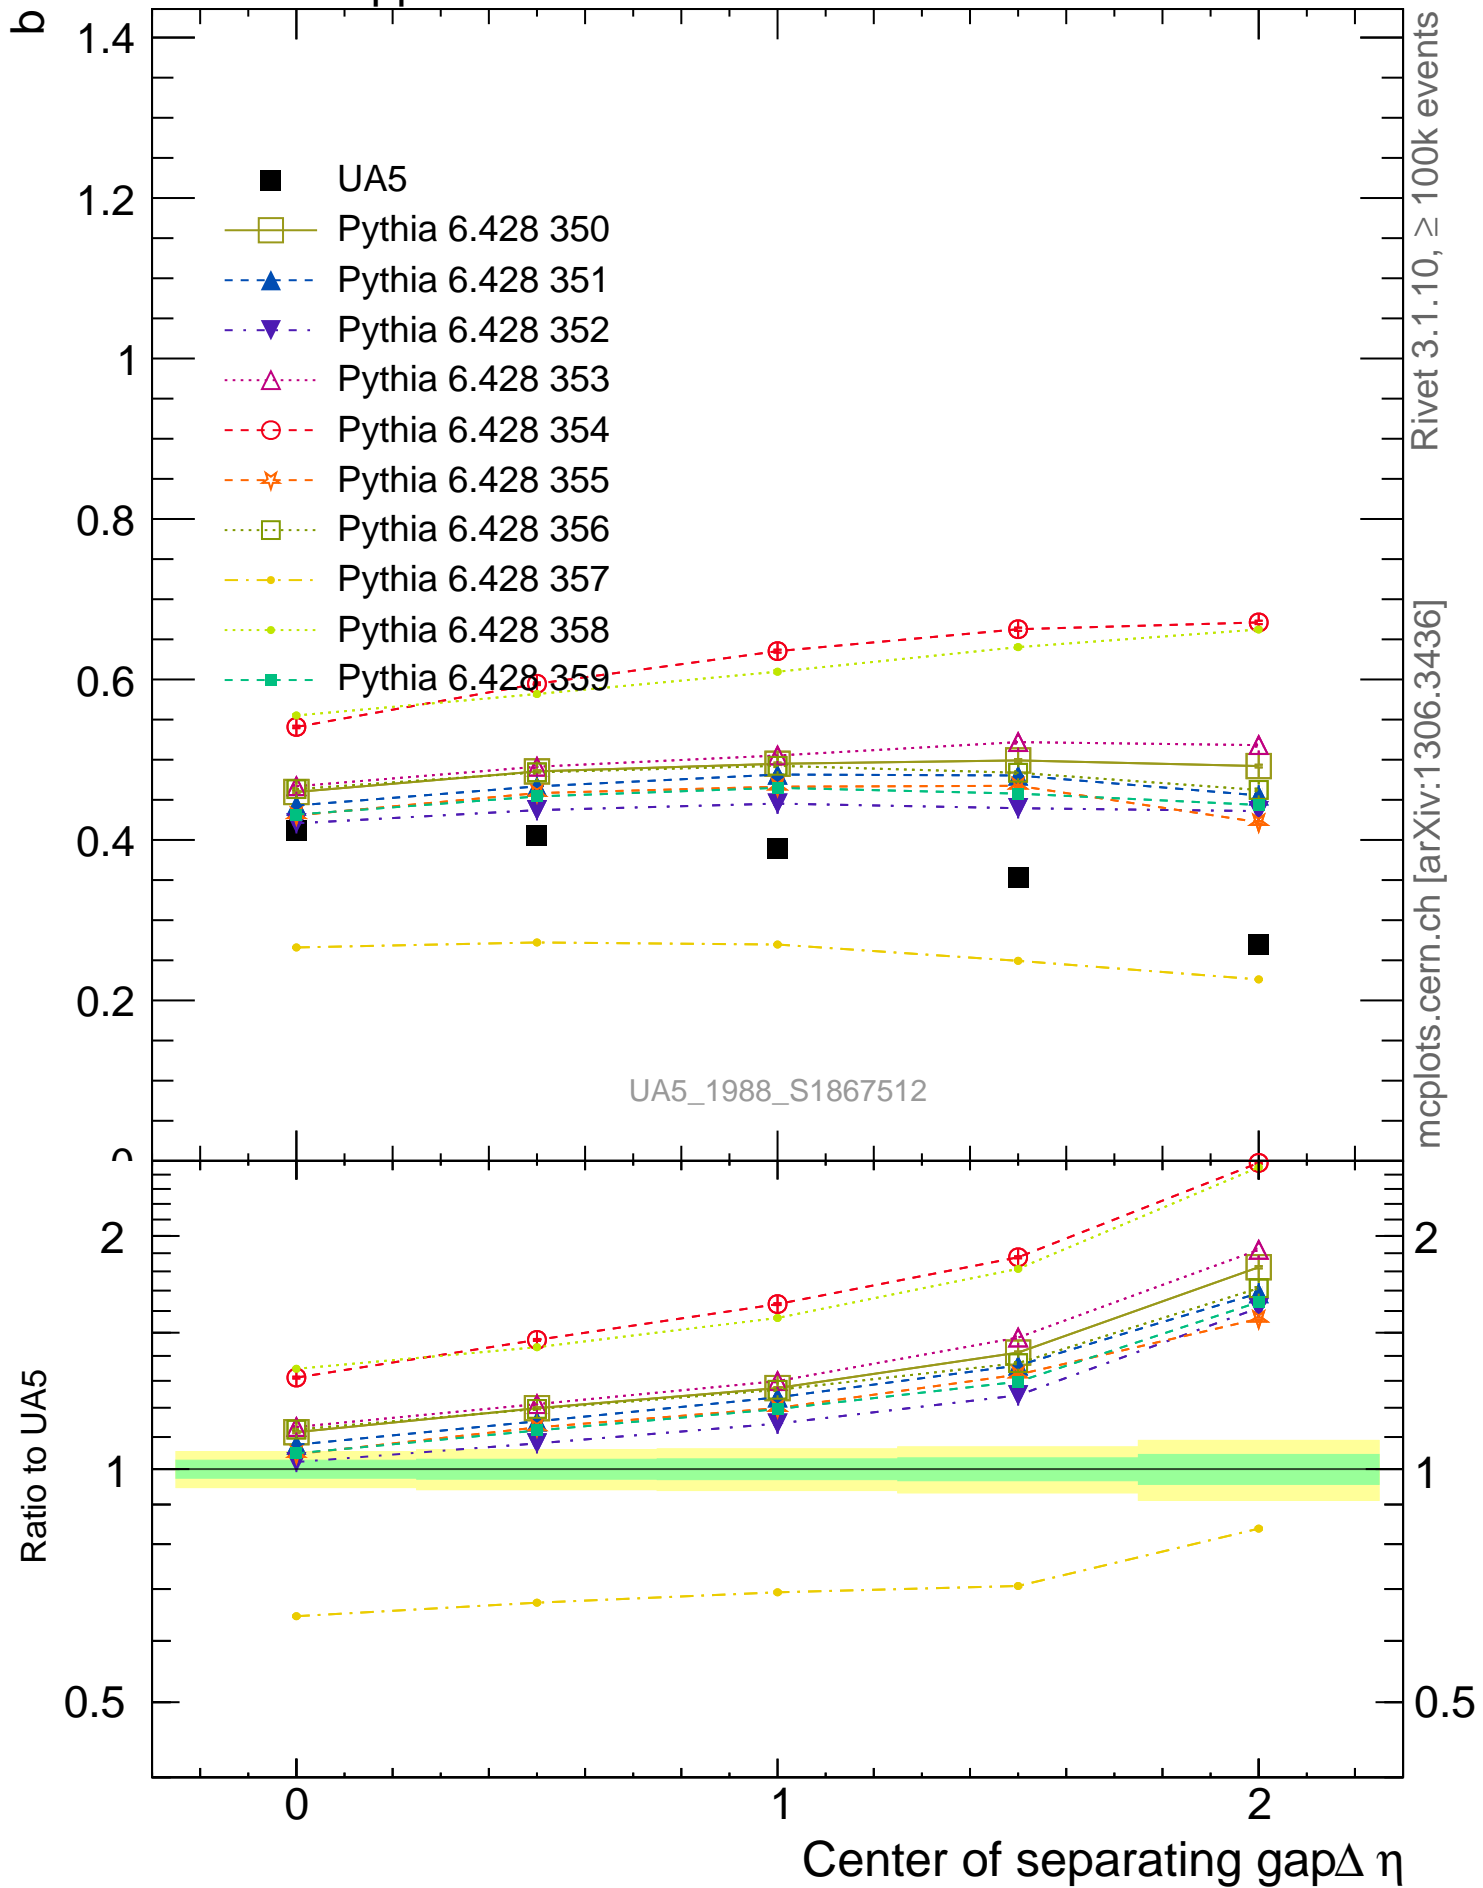 b
1.4
1.2
1
0.8
0.6
0.4
0.2
0
UA5
Pythia 6.428 350
Pythia 6.428 351
Pythia 6.428 352
Pythia 6.428 353
Pythia 6.428 354
Pythia 6.428 355
Pythia 6.428 356
Pythia 6.428 357
Pythia 6.428 358
Pythia 6.428 359
UA5_1988_S1867512
Rivet 3.1.10, ≥ 100k events
mcplots.cern.ch [arXiv:1306.3436]
Ratio to UA5
2
1
0.5
2
1
0.5
0 1 2
Center of separating gapΔ η